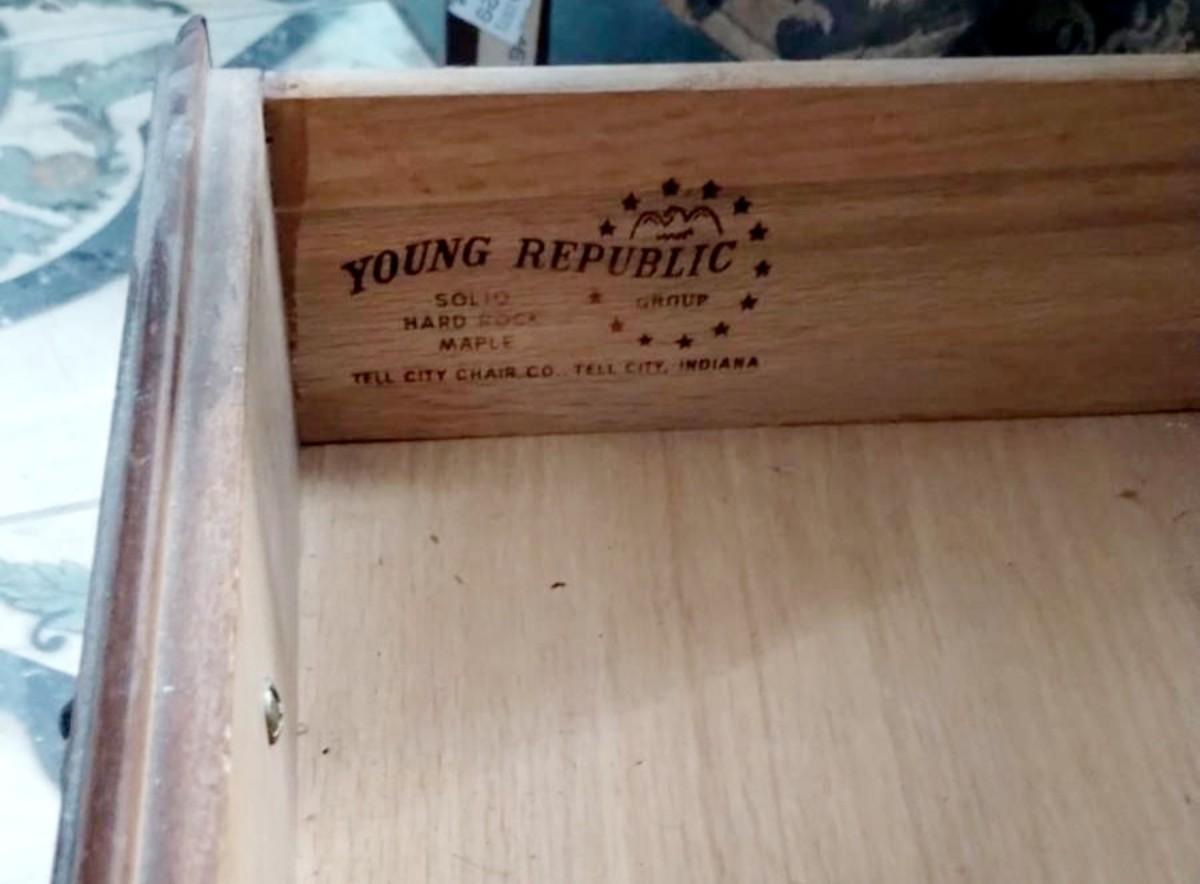 YOUNG REPUBLIC
SOLID
HARD ROCK
MAPLE
GROUP
TELL CITY CHAIR CO. TELL CITY, INDIANA